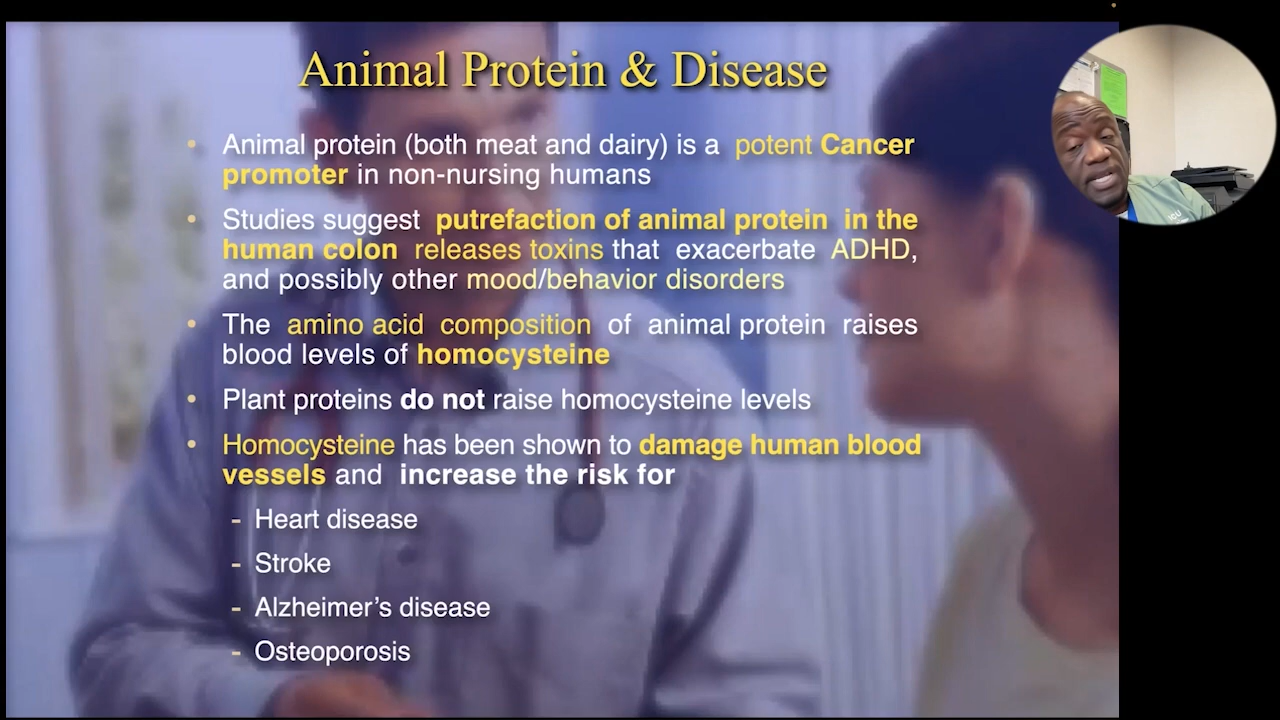 Animal Protein & Disease
• Animal protein (both meat and dairy) is a potent Cancer
promoter in non-nursing humans
• Studies suggest putrefaction of animal protein in the
human colon releases toxins that exacerbate ADHD,
and possibly other mood/behavior disorders
• The amino acid composition of animal protein raises
blood levels of homocysteine
• Plant proteins do not raise homocysteine levels
• Homocysteine has been shown to damage human blood
vessels and increase the risk for
- Heart disease
- Stroke
- Alzheimer's disease
- Osteoporosis